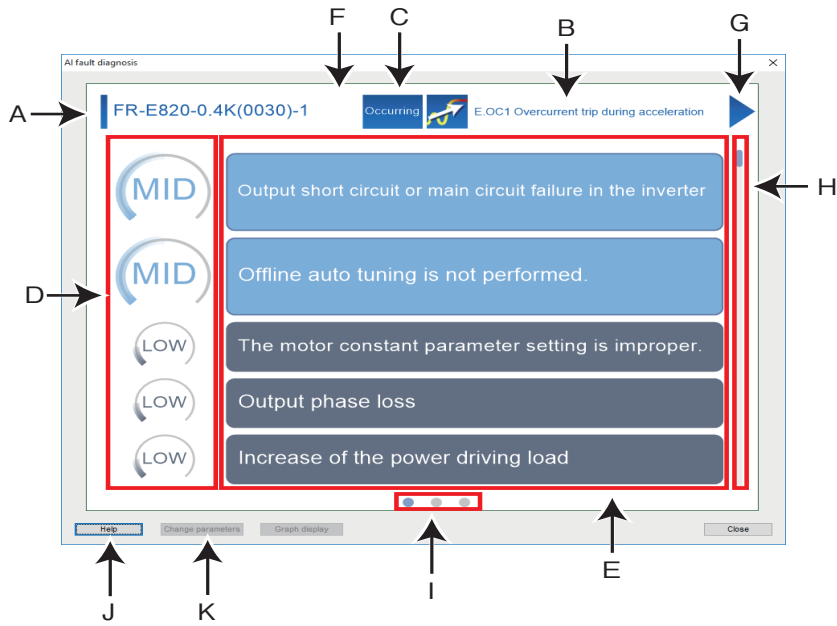 F
C
B
G
AI fault diagnosis
A
FR-E820-0.4K(0030)-1
Occurring
E.OC1 Overcurrent trip during acceleration
MID
Output short circuit or main circuit failure in the inverter
H
MID
Offline auto tuning is not performed.
D
LOW
The motor constant parameter setting is improper.
LOW
Output phase loss
LOW
Increase of the power driving load
Help
Change parameters
Graph display
Close
J
K
I
E